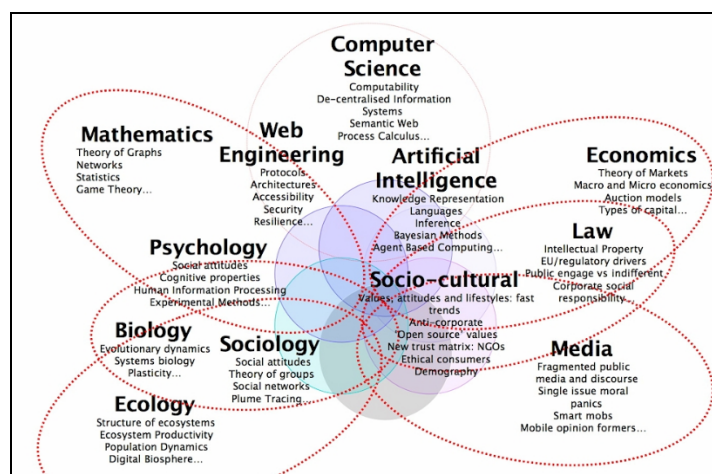 Computer
Science
Computability
De-centralised Information
Systems
Semantic Web
Process Calculus...
Mathematics
Theory of Graphs
Networks
Statistics
Game Theory...
Web
Engineering
Protocols
Architectures
Accessibility
Security
Resilience...
Artificial
Intelligence
Knowledge Representation
Languages
Inference
Bayesian Methods
Agent Based Computing...
Economics
Theory of Markets
Macro and Micro economics
Auction models
Types of capital...
Law
Intellectual Property
EU/regulatory drivers
Public engage vs indifferent
Corporate social
responsibility...
Psychology
Social attitudes
Cognitive properties
Human Information Processing
Experimental Methods...
Socio-cultural
Values, attitudes and lifestyles: fast
trends
Anti-corporate
'Open source' values
New trust matrix: NGOs
Ethical consumers
Demography
Biology
Evolutionary dynamics
Systems biology
Plasticity...
Sociology
Social attitudes
Theory of groups
Social networks
Plume Tracing...
Media
Fragmented public
media and discourse
Single issue moral
panics
Smart mobs
Mobile opinion formers...
Ecology
Structure of ecosystems
Ecosystem Productivity
Population Dynamics
Digital Biosphere...